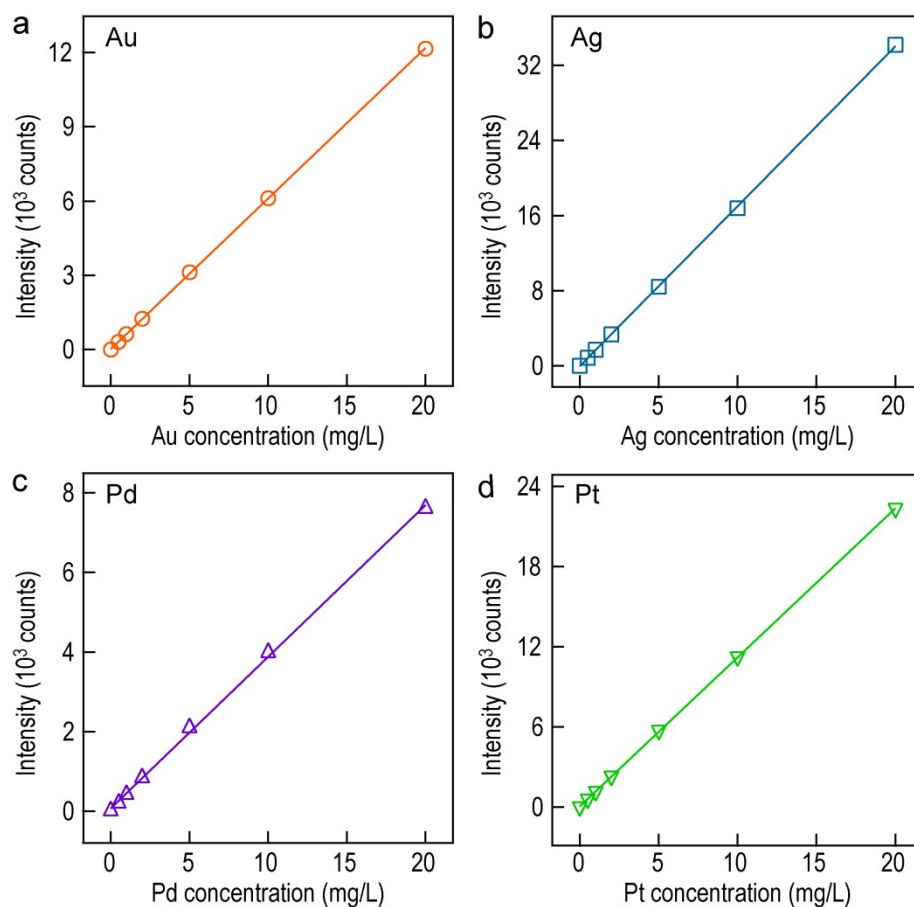 a
Au
12
9
6
3
0
Intensity (10³ counts)
0 5 10 15 20
Au concentration (mg/L)
b
Ag
32
24
16
8
0
Intensity (10³ counts)
0 5 10 15 20
Ag concentration (mg/L)
c
Pd
8
6
4
2
0
Intensity (10³ counts)
0 5 10 15 20
Pd concentration (mg/L)
d
Pt
24
18
12
6
0
Intensity (10³ counts)
0 5 10 15 20
Pt concentration (mg/L)